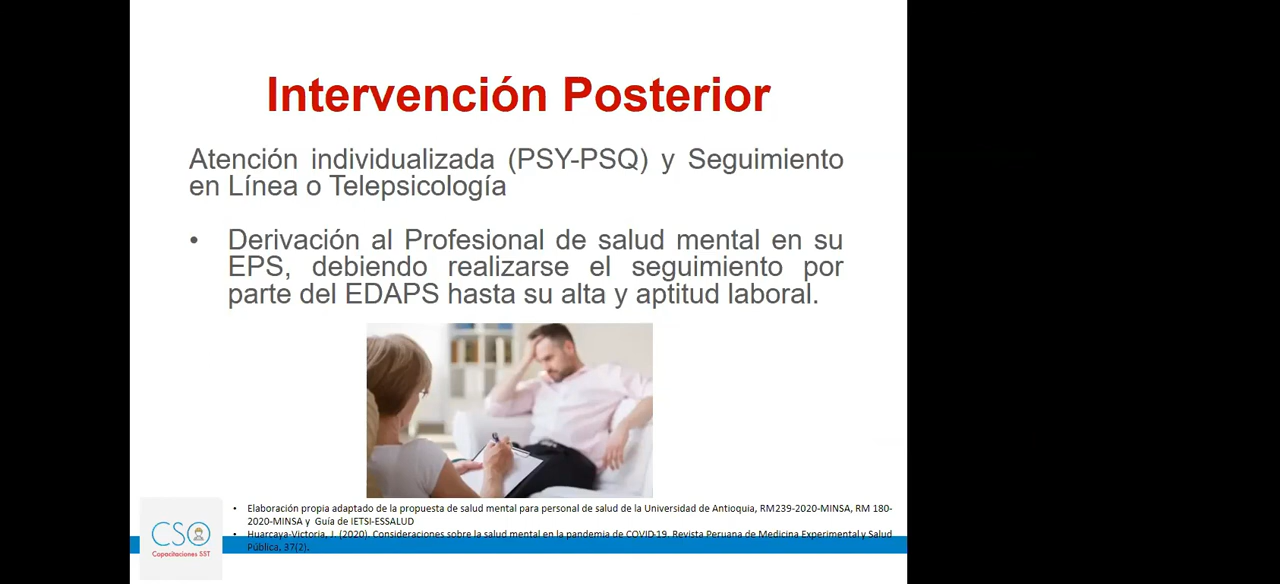 Intervención Posterior
Atención individualizada (PSY-PSQ) y Seguimiento
en Línea o Telepsicología
• Derivación al Profesional de salud mental en su
EPS, debiendo realizarse el seguimiento por
parte del EDAPS hasta su alta y aptitud laboral.
• Elaboración propia adaptado de la propuesta de salud mental para personal de salud de la Universidad de Antioquia, RM239-2020-MINSA, RM 180-
2020-MINSA y Guía de IETSI-ESSALUD
• Huarcaya-Victoria, J. (2020). Consideraciones sobre la salud mental en la pandemia de COVID-19. Revista Peruana de Medicina Experimental y Salud
Pública, 37(2).
CSO
Capacitaciones SST